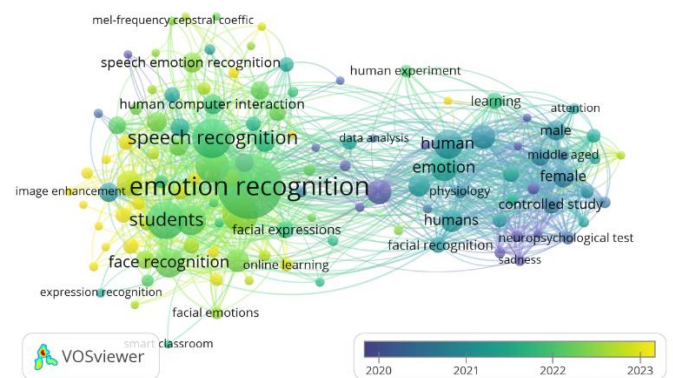 mel-frequency cepstral coeffic
speech emotion recognition
human experiment
human computer interaction
learning
attention
speech recognition
data analysis
human
male
emotion
middle aged
image enhancement
emotion recognition
physiology
female
students
humans
controlled study
facial expressions
neuropsychological test
facial recognition
face recognition
online learning
sadness
expression recognition
facial emotions
smart classroom
VOSviewer
2020 2021 2022 2023